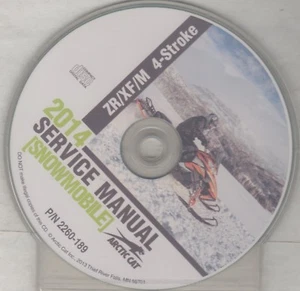 ZR/XF/M 4-Stroke
2014
SERVICE MANUAL
[SNOWMOBILE]
P/N 2260-189
ARCTIC CAT